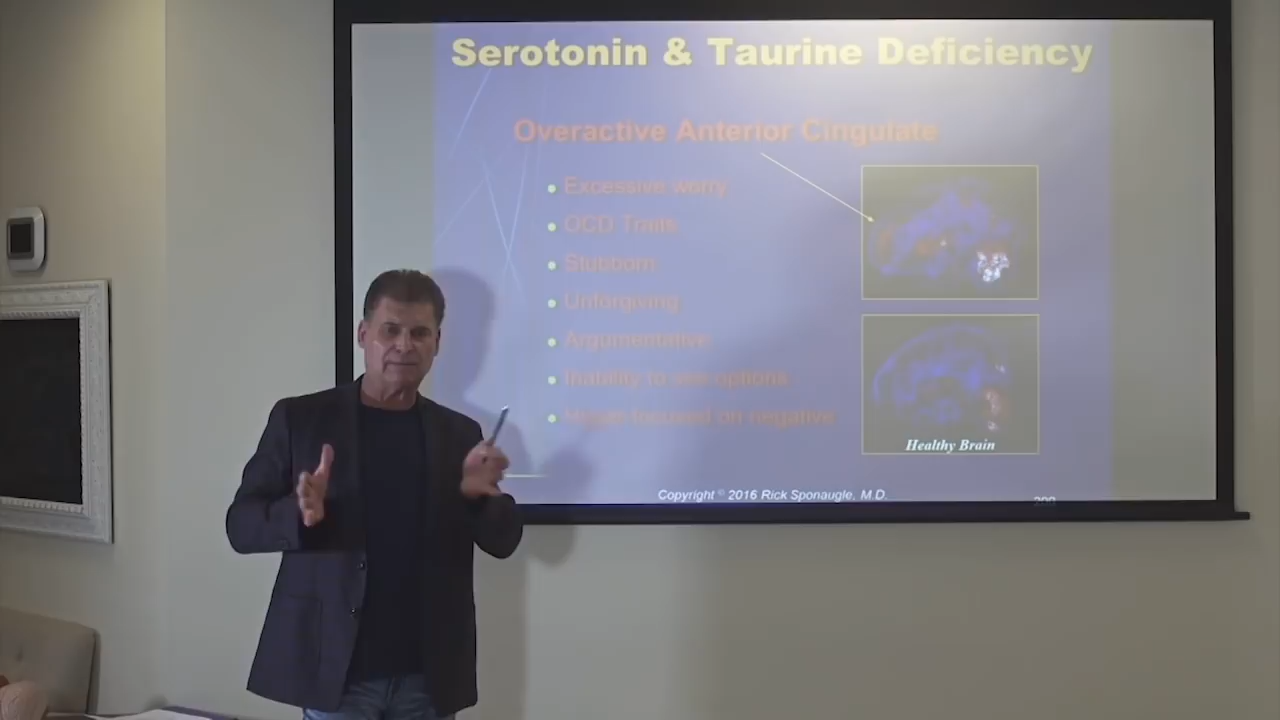 Serotonin & Taurine Deficiency
Overactive Anterior Cingulate
Excessive worry
OCD Traits
Stubborn
Unforgiving
Argumentative
Inability to see options
Hyper-focused on negative
Healthy Brain
Copyright © 2016 Rick Sponaugle, M.D.